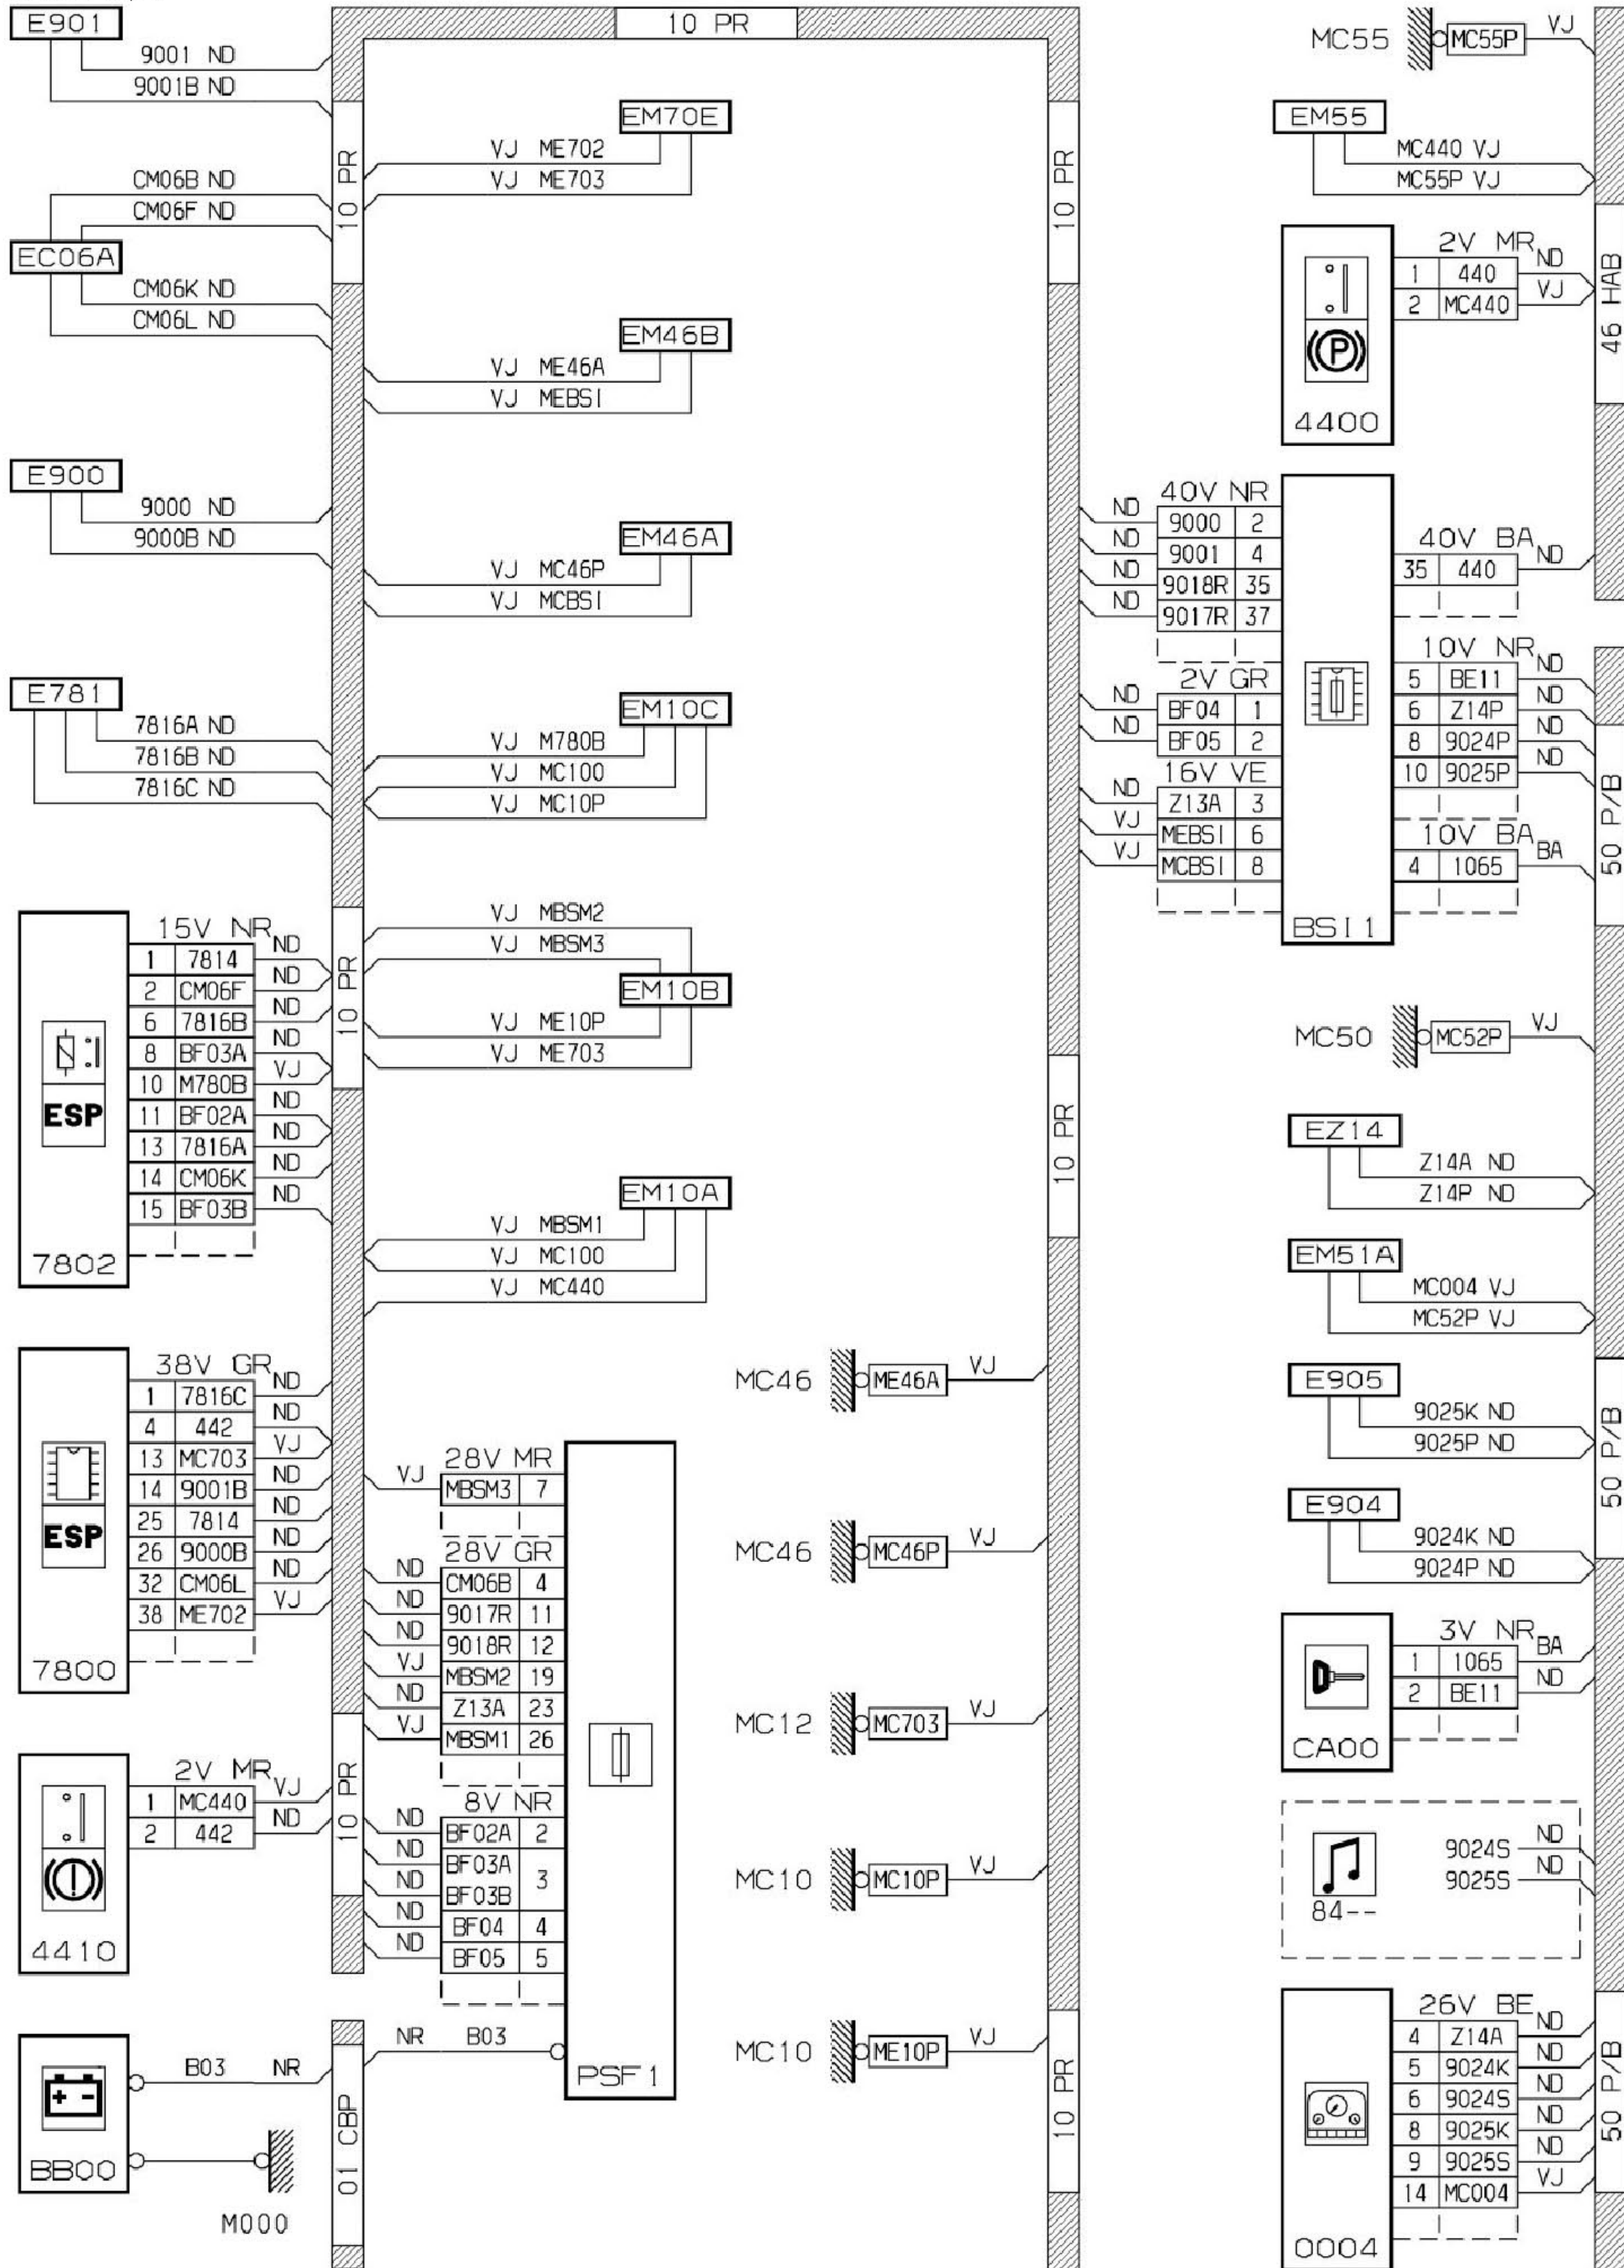 10 PR
E901
9001 ND
9001B ND
10 PR
CM06B ND
CM06F ND
EC06A
CM06K ND
CM06L ND
E900
9000 ND
9000B ND
E781
7816A ND
7816B ND
7816C ND
10 PR
15V NR
1 7814 ND
2 CM06F ND
6 7816B ND
8 BF03A ND
10 M780B VJ
11 BF02A ND
13 7816A ND
14 CM06K ND
15 BF03B ND
ESP
7802
38V GR
1 7816C ND
4 442 ND
13 MC703 VJ
14 9001B ND
25 7814 ND
26 9000B ND
32 CM06L ND
38 ME702 VJ
ESP
7800
10 PR
2V MR
1 MC440 VJ
2 442 ND
4410
B03 NR
+ -
BB00
M000
01 CBP
EM70E
VJ ME702
VJ ME703
EM46B
VJ ME46A
VJ MEBSI
EM46A
VJ MC46P
VJ MCBSI
EM10C
VJ M780B
VJ MC100
VJ MC10P
VJ MBSM2
VJ MBSM3
EM10B
VJ ME10P
VJ ME703
EM10A
VJ MBSM1
VJ MC100
VJ MC440
28V MR
VJ MBSM3 7
28V GR
ND CM06B 4
ND 9017R 11
ND 9018R 12
VJ MBSM2 19
ND Z13A 23
VJ MBSM1 26
8V NR
ND BF02A 2
ND BF03A 3
ND BF03B
ND BF04 4
ND BF05 5
NR B03
PSF1
MC46 ME46A VJ
MC46 MC46P VJ
MC12 MC703 VJ
MC10 MC10P VJ
MC10 ME10P VJ
10 PR
10 PR
10 PR
40V NR
ND 9000 2
ND 9001 4
ND 9018R 35
ND 9017R 37
2V GR
ND BF04 1
ND BF05 2
16V VE
ND Z13A 3
VJ MEBSI 6
VJ MCBSI 8
BSI1
40V BA
35 440 ND
10V NR
5 BE11 ND
6 Z14P ND
8 9024P ND
10 9025P ND
10V BA
4 1065 BA
MC55 MC55P VJ
EM55
MC440 VJ
MC55P VJ
2V MR
1 440 ND
2 MC440 VJ
(P)
4400
46 HAB
50 P/B
MC50 MC52P VJ
EZ14
Z14A ND
Z14P ND
EM51A
MC004 VJ
MC52P VJ
E905
9025K ND
9025P ND
50 P/B
E904
9024K ND
9024P ND
3V NR
1 1065 BA
2 BE11 ND
CA00
9024S ND
9025S ND
84--
26V BE
4 Z14A ND
5 9024K ND
6 9024S ND
8 9025K ND
9 9025S ND
14 MC004 VJ
0004
50 P/B